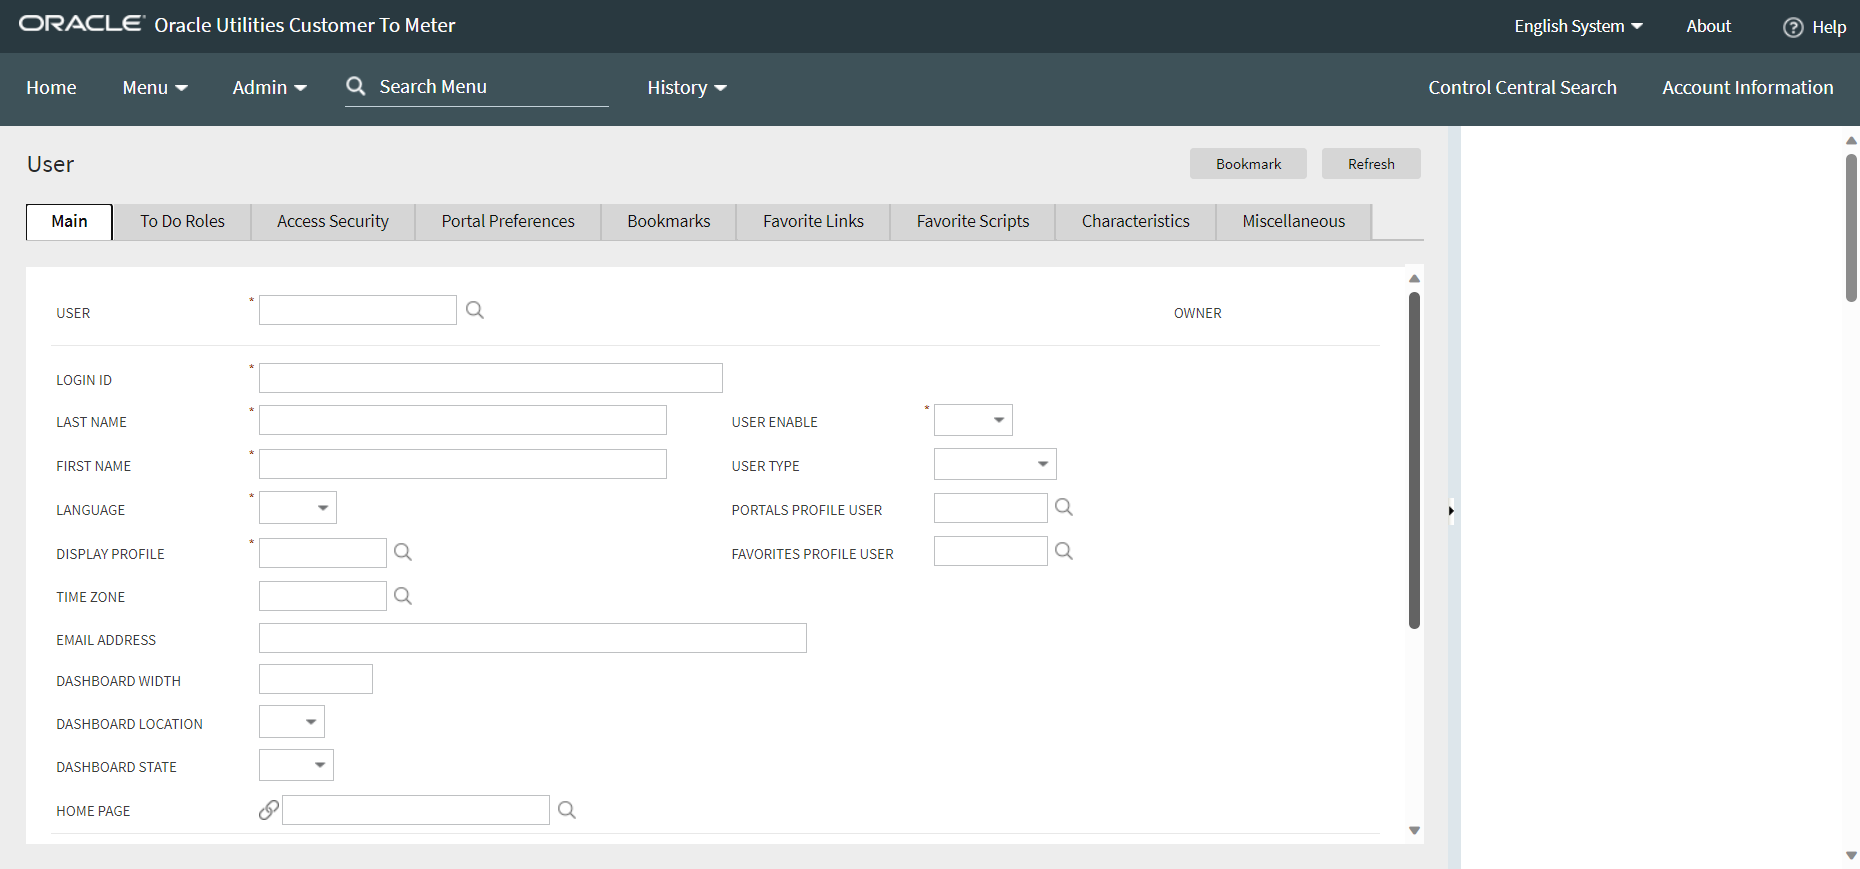 ORACLE Oracle Utilities Customer To Meter English System About Help
Home Menu Admin Search Menu History Control Central Search Account Information
User Bookmark Refresh
Main To Do Roles Access Security Portal Preferences Bookmarks Favorite Links Favorite Scripts Characteristics Miscellaneous
USER * OWNER
LOGIN ID *
LAST NAME * USER ENABLE *
FIRST NAME * USER TYPE
LANGUAGE * PORTALS PROFILE USER
DISPLAY PROFILE * FAVORITES PROFILE USER
TIME ZONE
EMAIL ADDRESS
DASHBOARD WIDTH
DASHBOARD LOCATION
DASHBOARD STATE
HOME PAGE